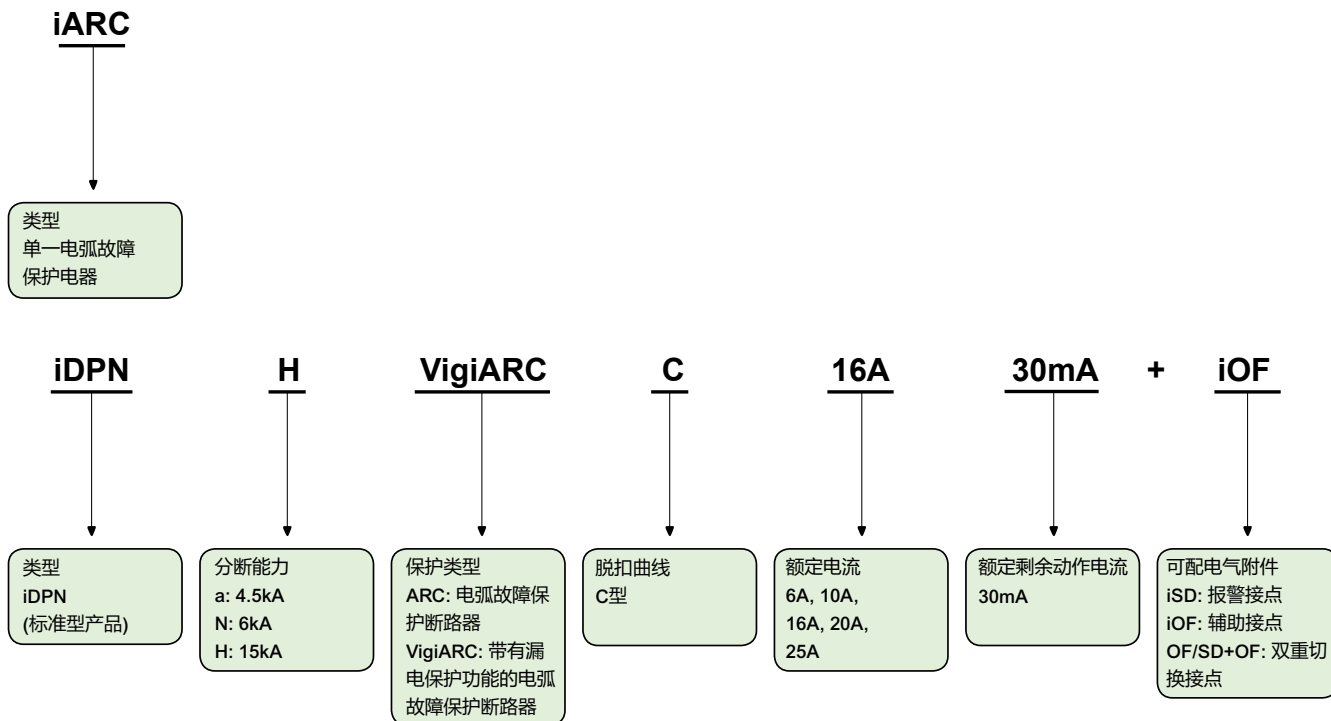 iARC
类型
单一电弧故障
保护电器
iDPN H VigiARC C 16A 30mA + iOF
类型
iDPN
(标准型产品)
分断能力
a: 4.5kA
N: 6kA
H: 15kA
保护类型
ARC: 电弧故障保
护断路器
VigiARC: 带有漏
电保护功能的电弧
故障保护断路器
脱扣曲线
C型
额定电流
6A, 10A,
16A, 20A,
25A
额定剩余动作电流
30mA
可配电气附件
iSD: 报警接点
iOF: 辅助接点
OF/SD+OF: 双重切
换接点